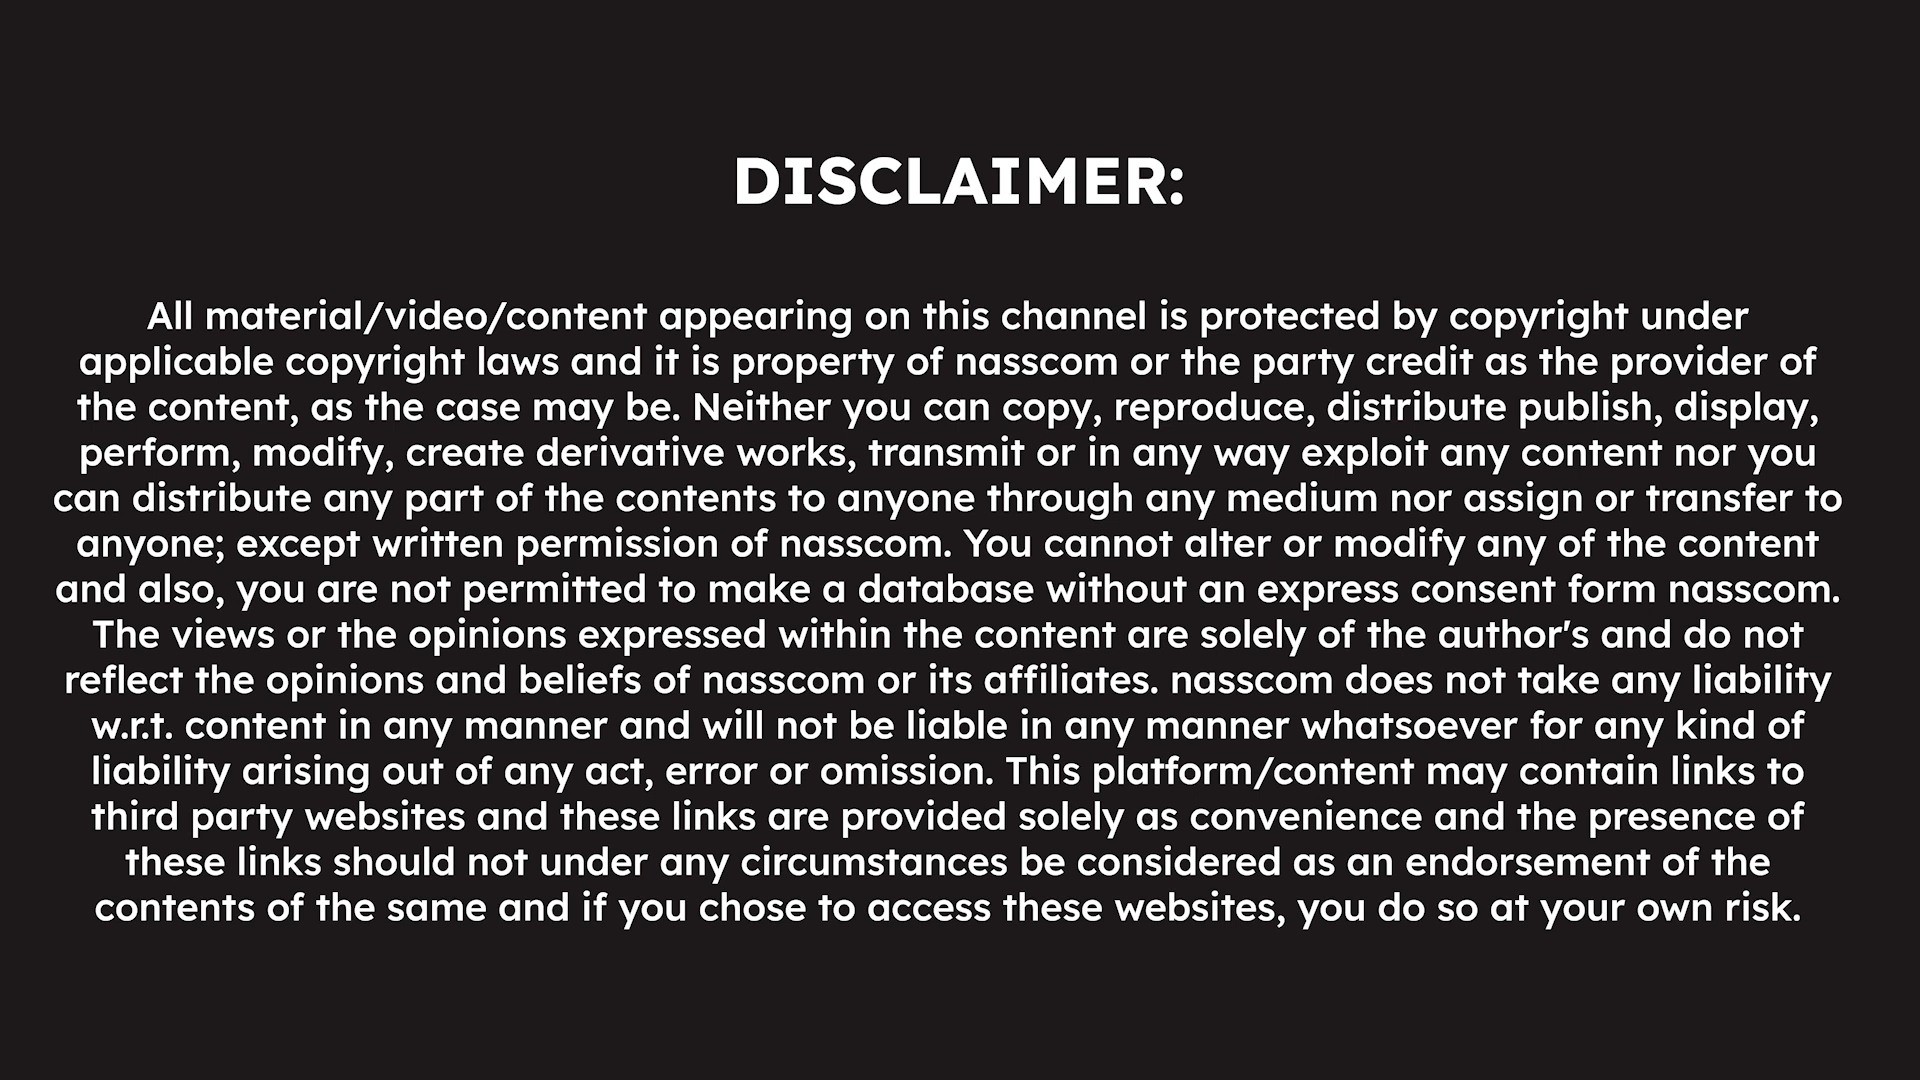 DISCLAIMER:
All material/video/content appearing on this channel is protected by copyright under
applicable copyright laws and it is property of nasscom or the party credit as the provider of
the content, as the case may be. Neither you can copy, reproduce, distribute publish, display,
perform, modify, create derivative works, transmit or in any way exploit any content nor you
can distribute any part of the contents to anyone through any medium nor assign or transfer to
anyone; except written permission of nasscom. You cannot alter or modify any of the content
and also, you are not permitted to make a database without an express consent form nasscom.
The views or the opinions expressed within the content are solely of the author's and do not
reflect the opinions and beliefs of nasscom or its affiliates. nasscom does not take any liability
w.r.t. content in any manner and will not be liable in any manner whatsoever for any kind of
liability arising out of any act, error or omission. This platform/content may contain links to
third party websites and these links are provided solely as convenience and the presence of
these links should not under any circumstances be considered as an endorsement of the
contents of the same and if you chose to access these websites, you do so at your own risk.